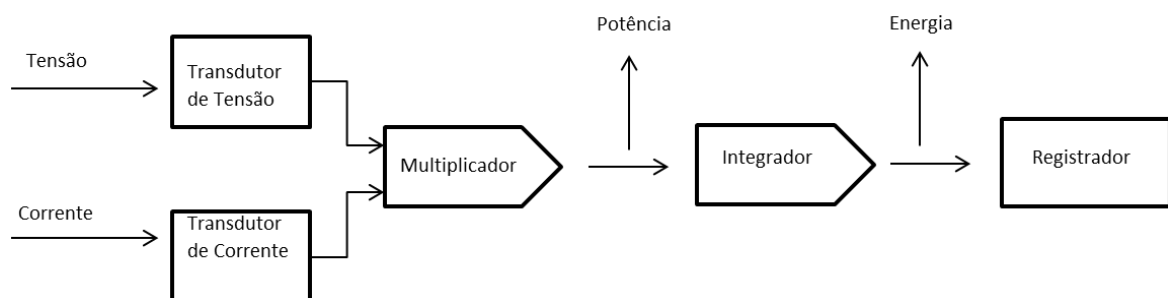 Potência
Energia
Tensão
Transdutor
de Tensão
Multiplicador
Integrador
Registrador
Corrente
Transdutor
de Corrente